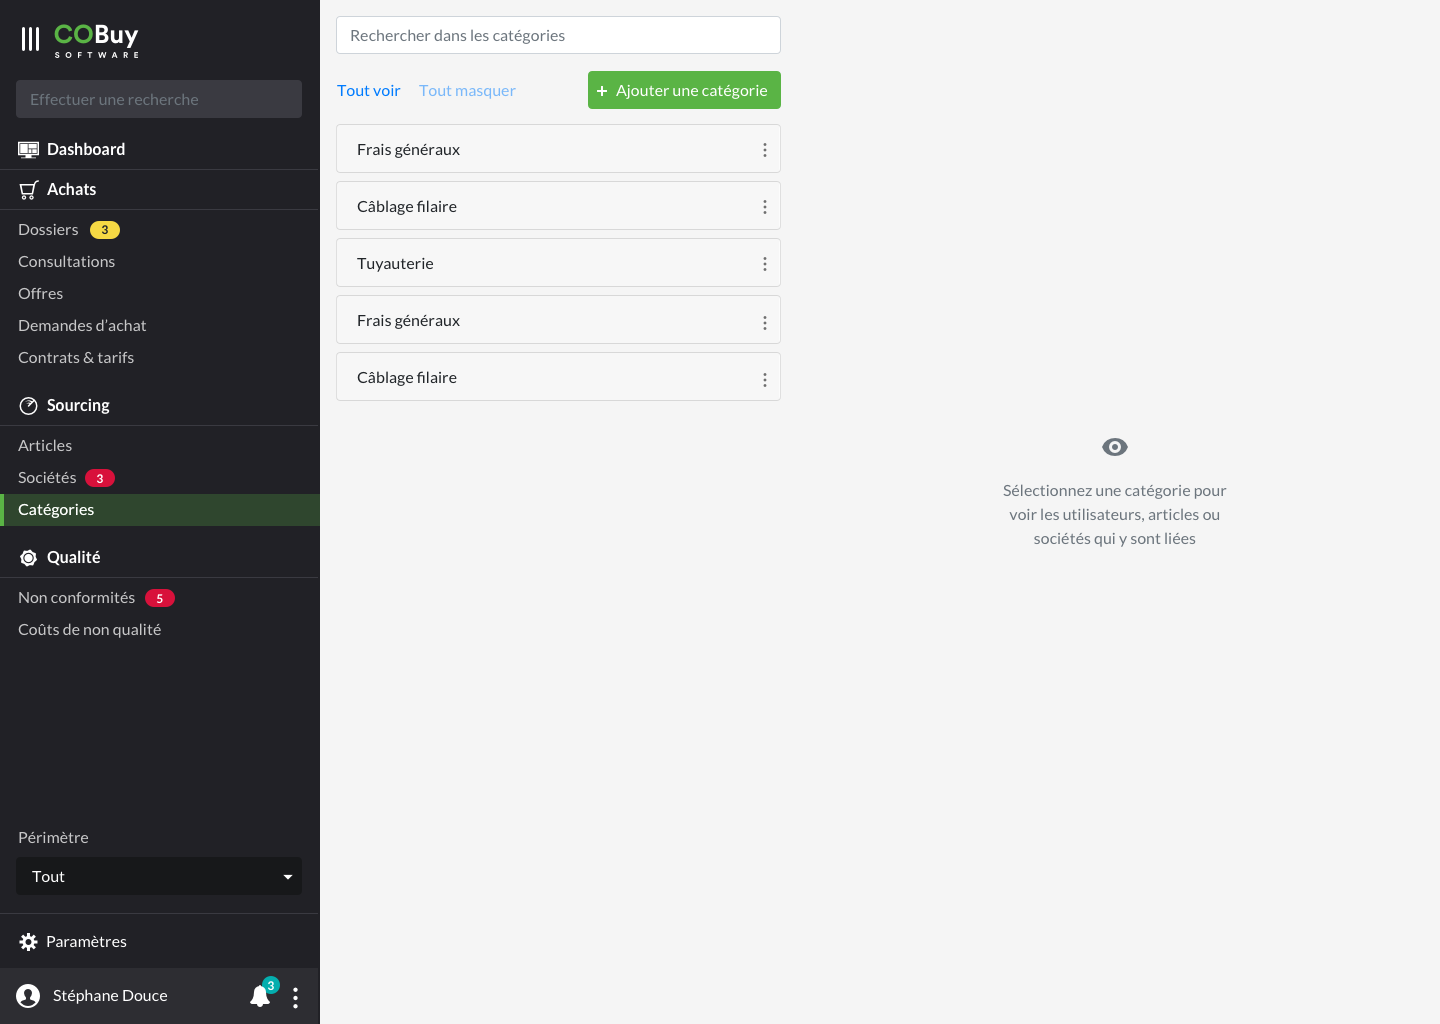 COBuy
SOFTWARE
Effectuer une recherche
Dashboard
Achats
Dossiers 3
Consultations
Offres
Demandes d’achat
Contrats & tarifs
Sourcing
Articles
Sociétés 3
Catégories
Qualité
Non conformités 5
Coûts de non qualité
Périmètre
Tout
Paramètres
Stéphane Douce 3
Rechercher dans les catégories
Tout voir Tout masquer + Ajouter une catégorie
Frais généraux
Câblage filaire
Tuyauterie
Frais généraux
Câblage filaire
Sélectionnez une catégorie pour
voir les utilisateurs, articles ou
sociétés qui y sont liées